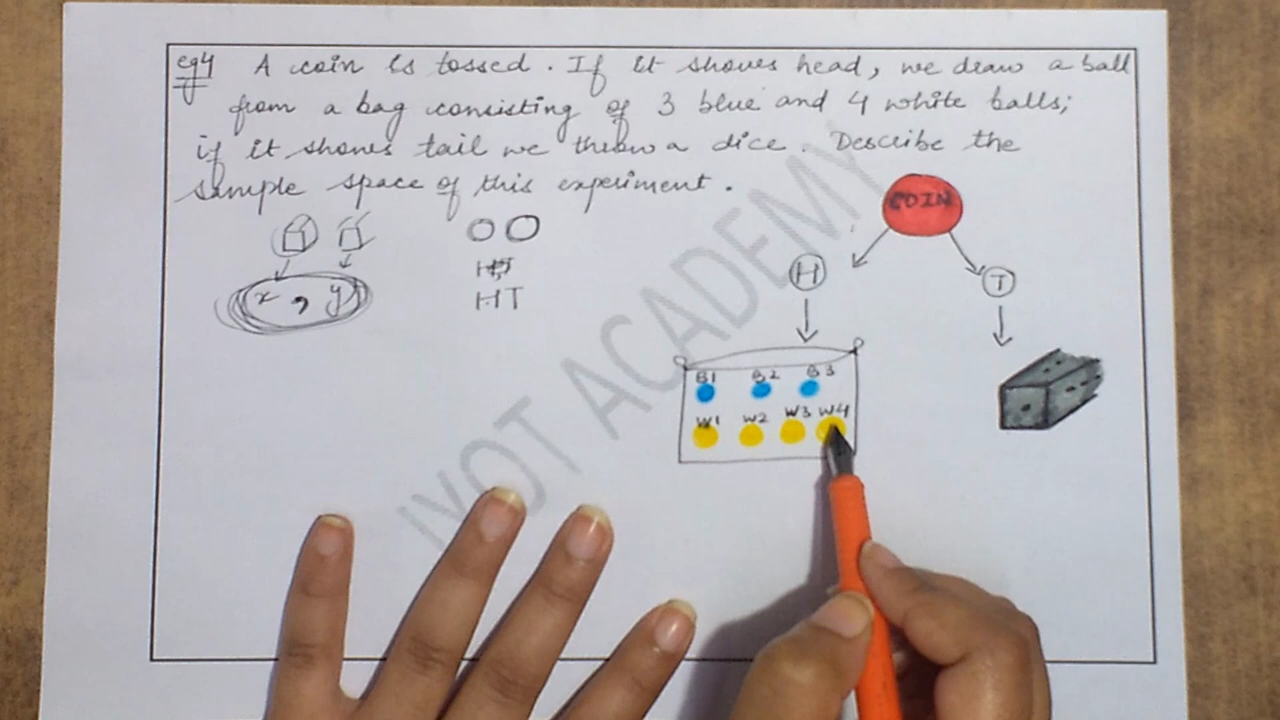 eg4 A coin is tossed. If it shows head, we draw a ball
from a bag consisting of 3 blue and 4 white balls;
if it shows tail we throw a dice. Describe the
sample space of this experiment.
COIN
H T
x , y
HT
B1 B2 B3
W1 W2 W3 W4
JYOT ACADEMY